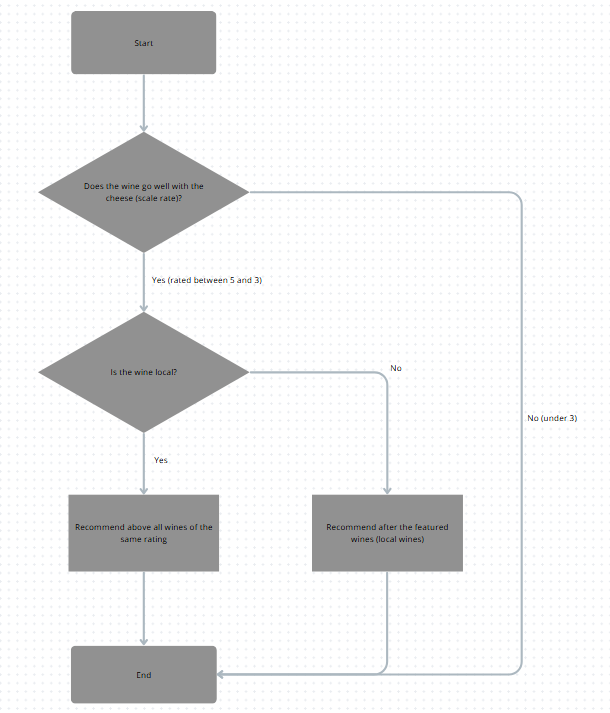 Start
Does the wine go well with the
cheese (scale rate)?
Yes (rated between 5 and 3)
Is the wine local?
No
No (under 3)
Yes
Recommend above all wines of the
same rating
Recommend after the featured
wines (local wines)
End